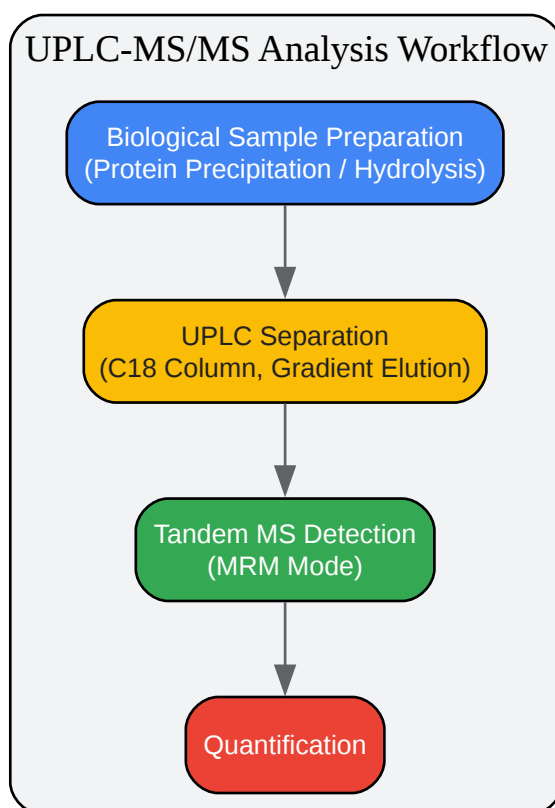 UPLC-MS/MS Analysis Workflow
Biological Sample Preparation
(Protein Precipitation / Hydrolysis)
UPLC Separation
(C18 Column, Gradient Elution)
Tandem MS Detection
(MRM Mode)
Quantification